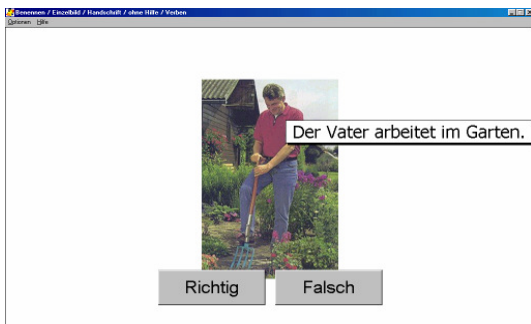 Benennen / Einzelbild / Handschrift / ohne Hilfe / Verben
Optionen Hilfe
Der Vater arbeitet im Garten.
Richtig Falsch